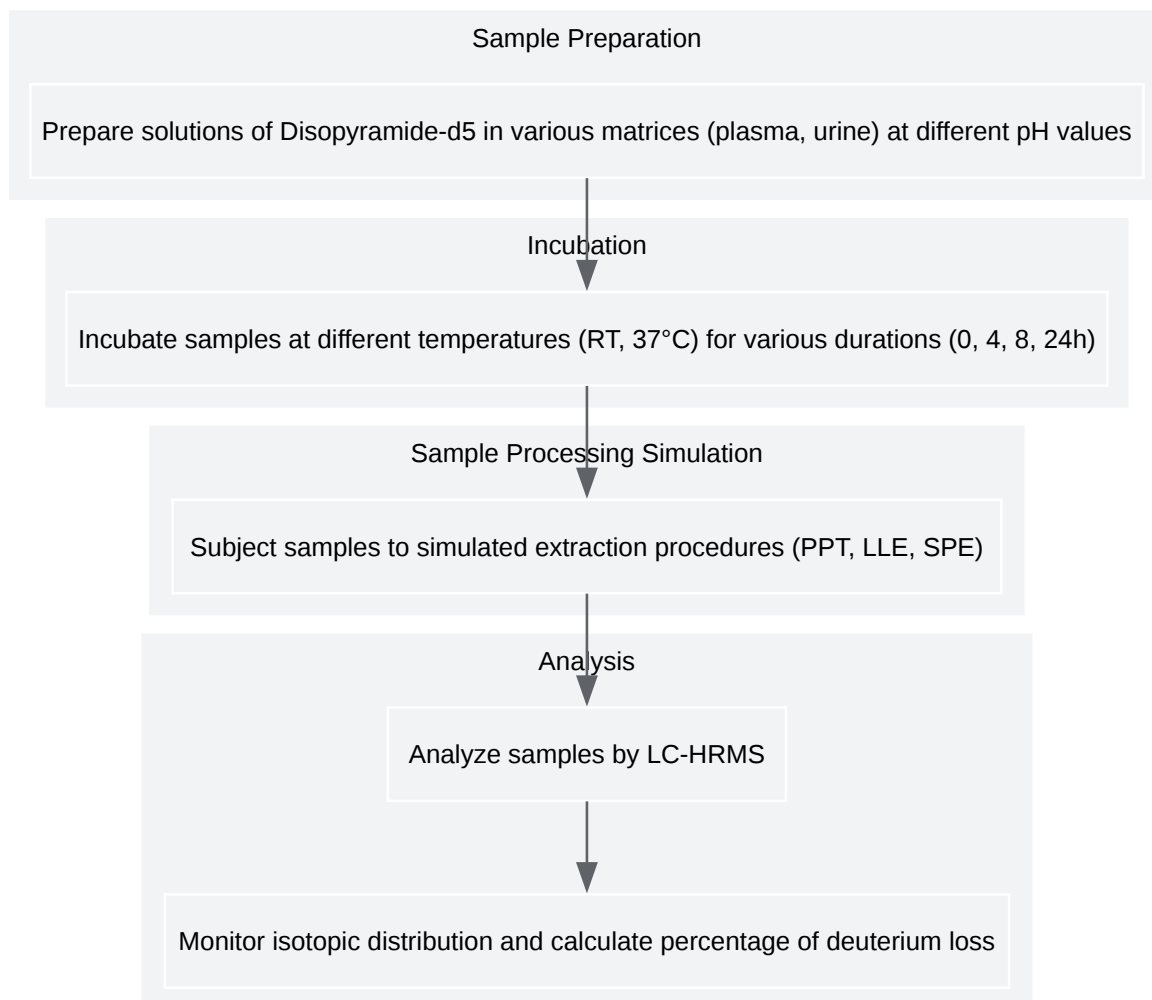 Sample Preparation
Prepare solutions of Disopyramide-d5 in various matrices (plasma, urine) at different pH values
Incubation
Incubate samples at different temperatures (RT, 37°C) for various durations (0, 4, 8, 24h)
Sample Processing Simulation
Subject samples to simulated extraction procedures (PPT, LLE, SPE)
Analysis
Analyze samples by LC-HRMS
Monitor isotopic distribution and calculate percentage of deuterium loss